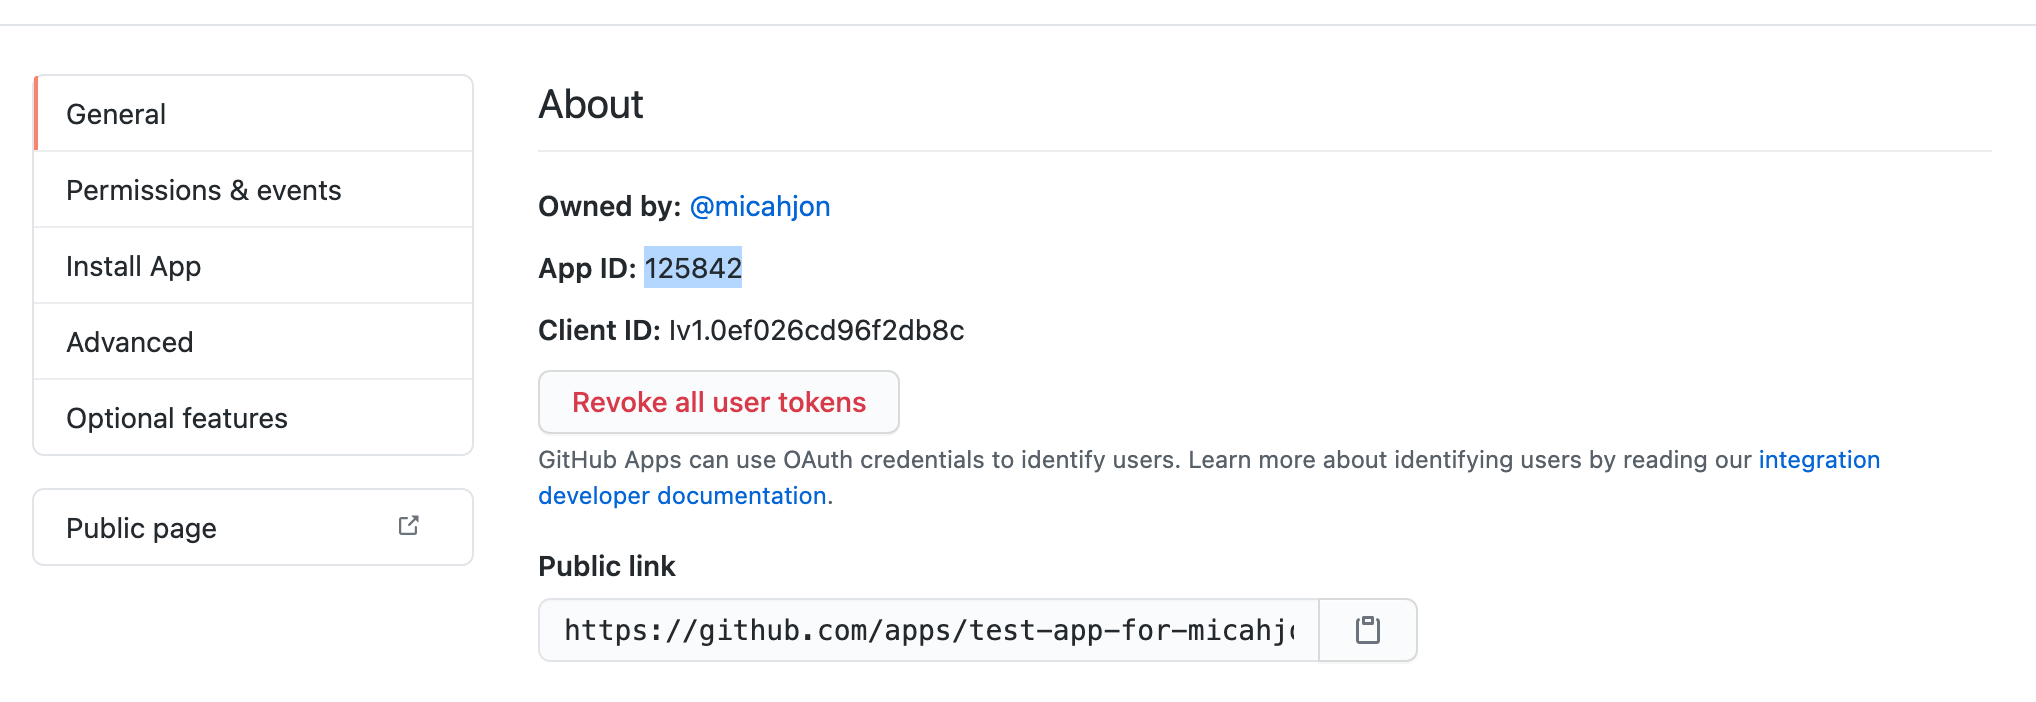 General
Permissions & events
Install App
Advanced
Optional features
Public page
About
Owned by: @micahjon
App ID: 125842
Client ID: Iv1.0ef026cd96f2db8c
Revoke all user tokens
GitHub Apps can use OAuth credentials to identify users. Learn more about identifying users by reading our integration
developer documentation.
Public link
https://github.com/apps/test-app-for-micahjo